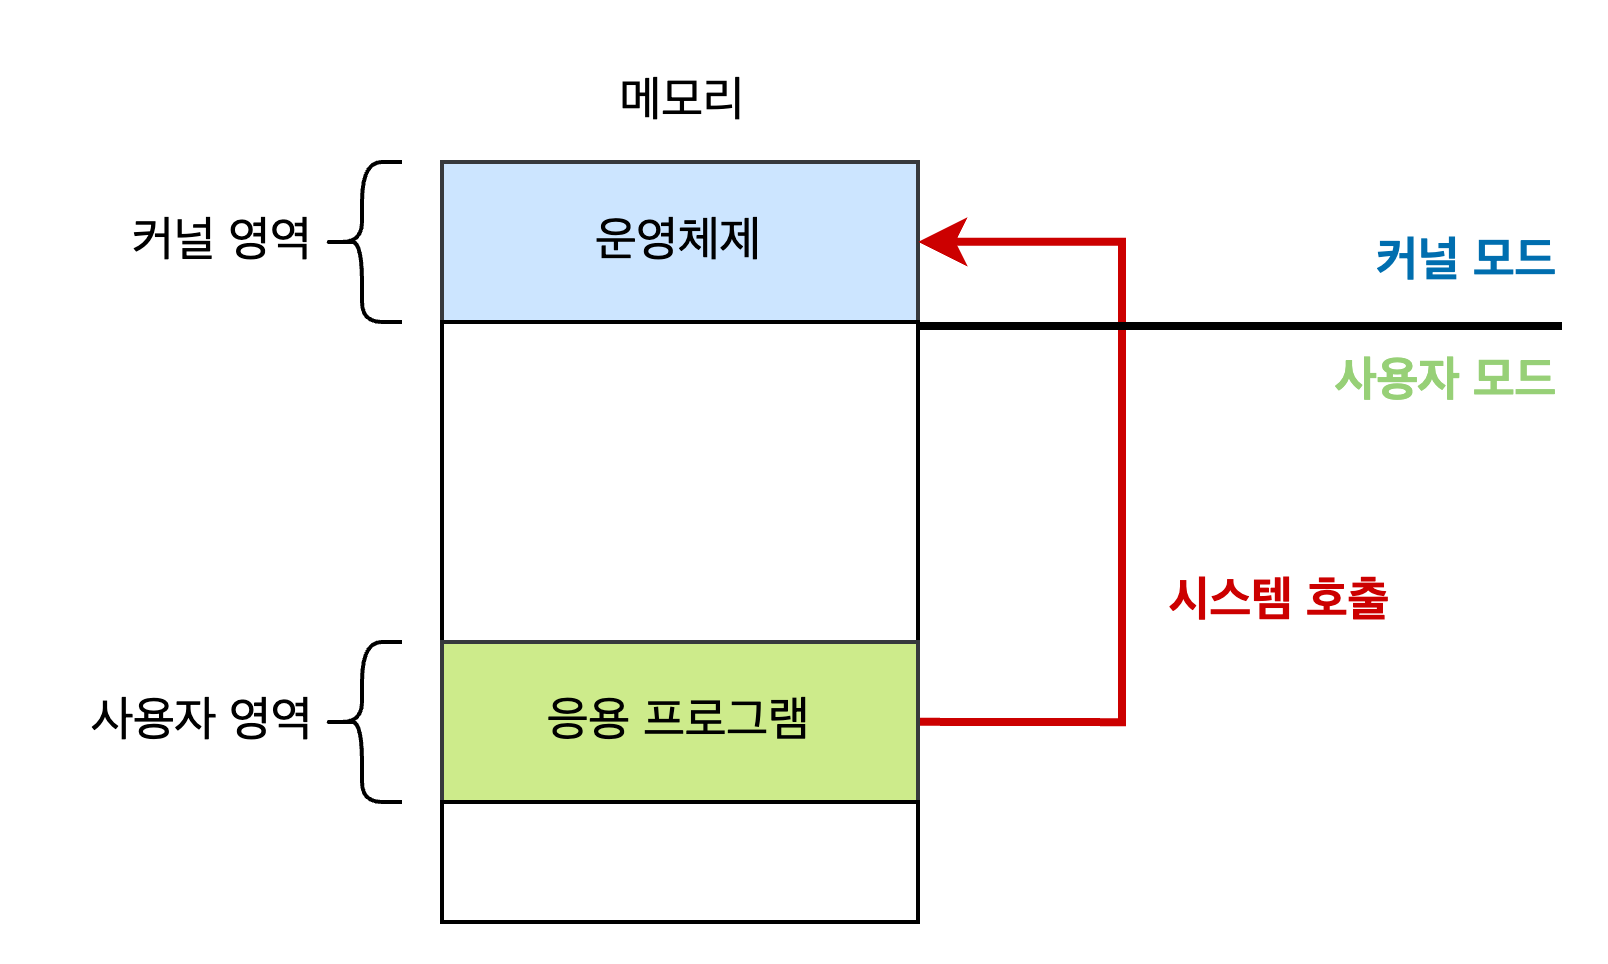 메모리
커널 영역
운영체제
커널 모드
사용자 모드
시스템 호출
사용자 영역
응용 프로그램